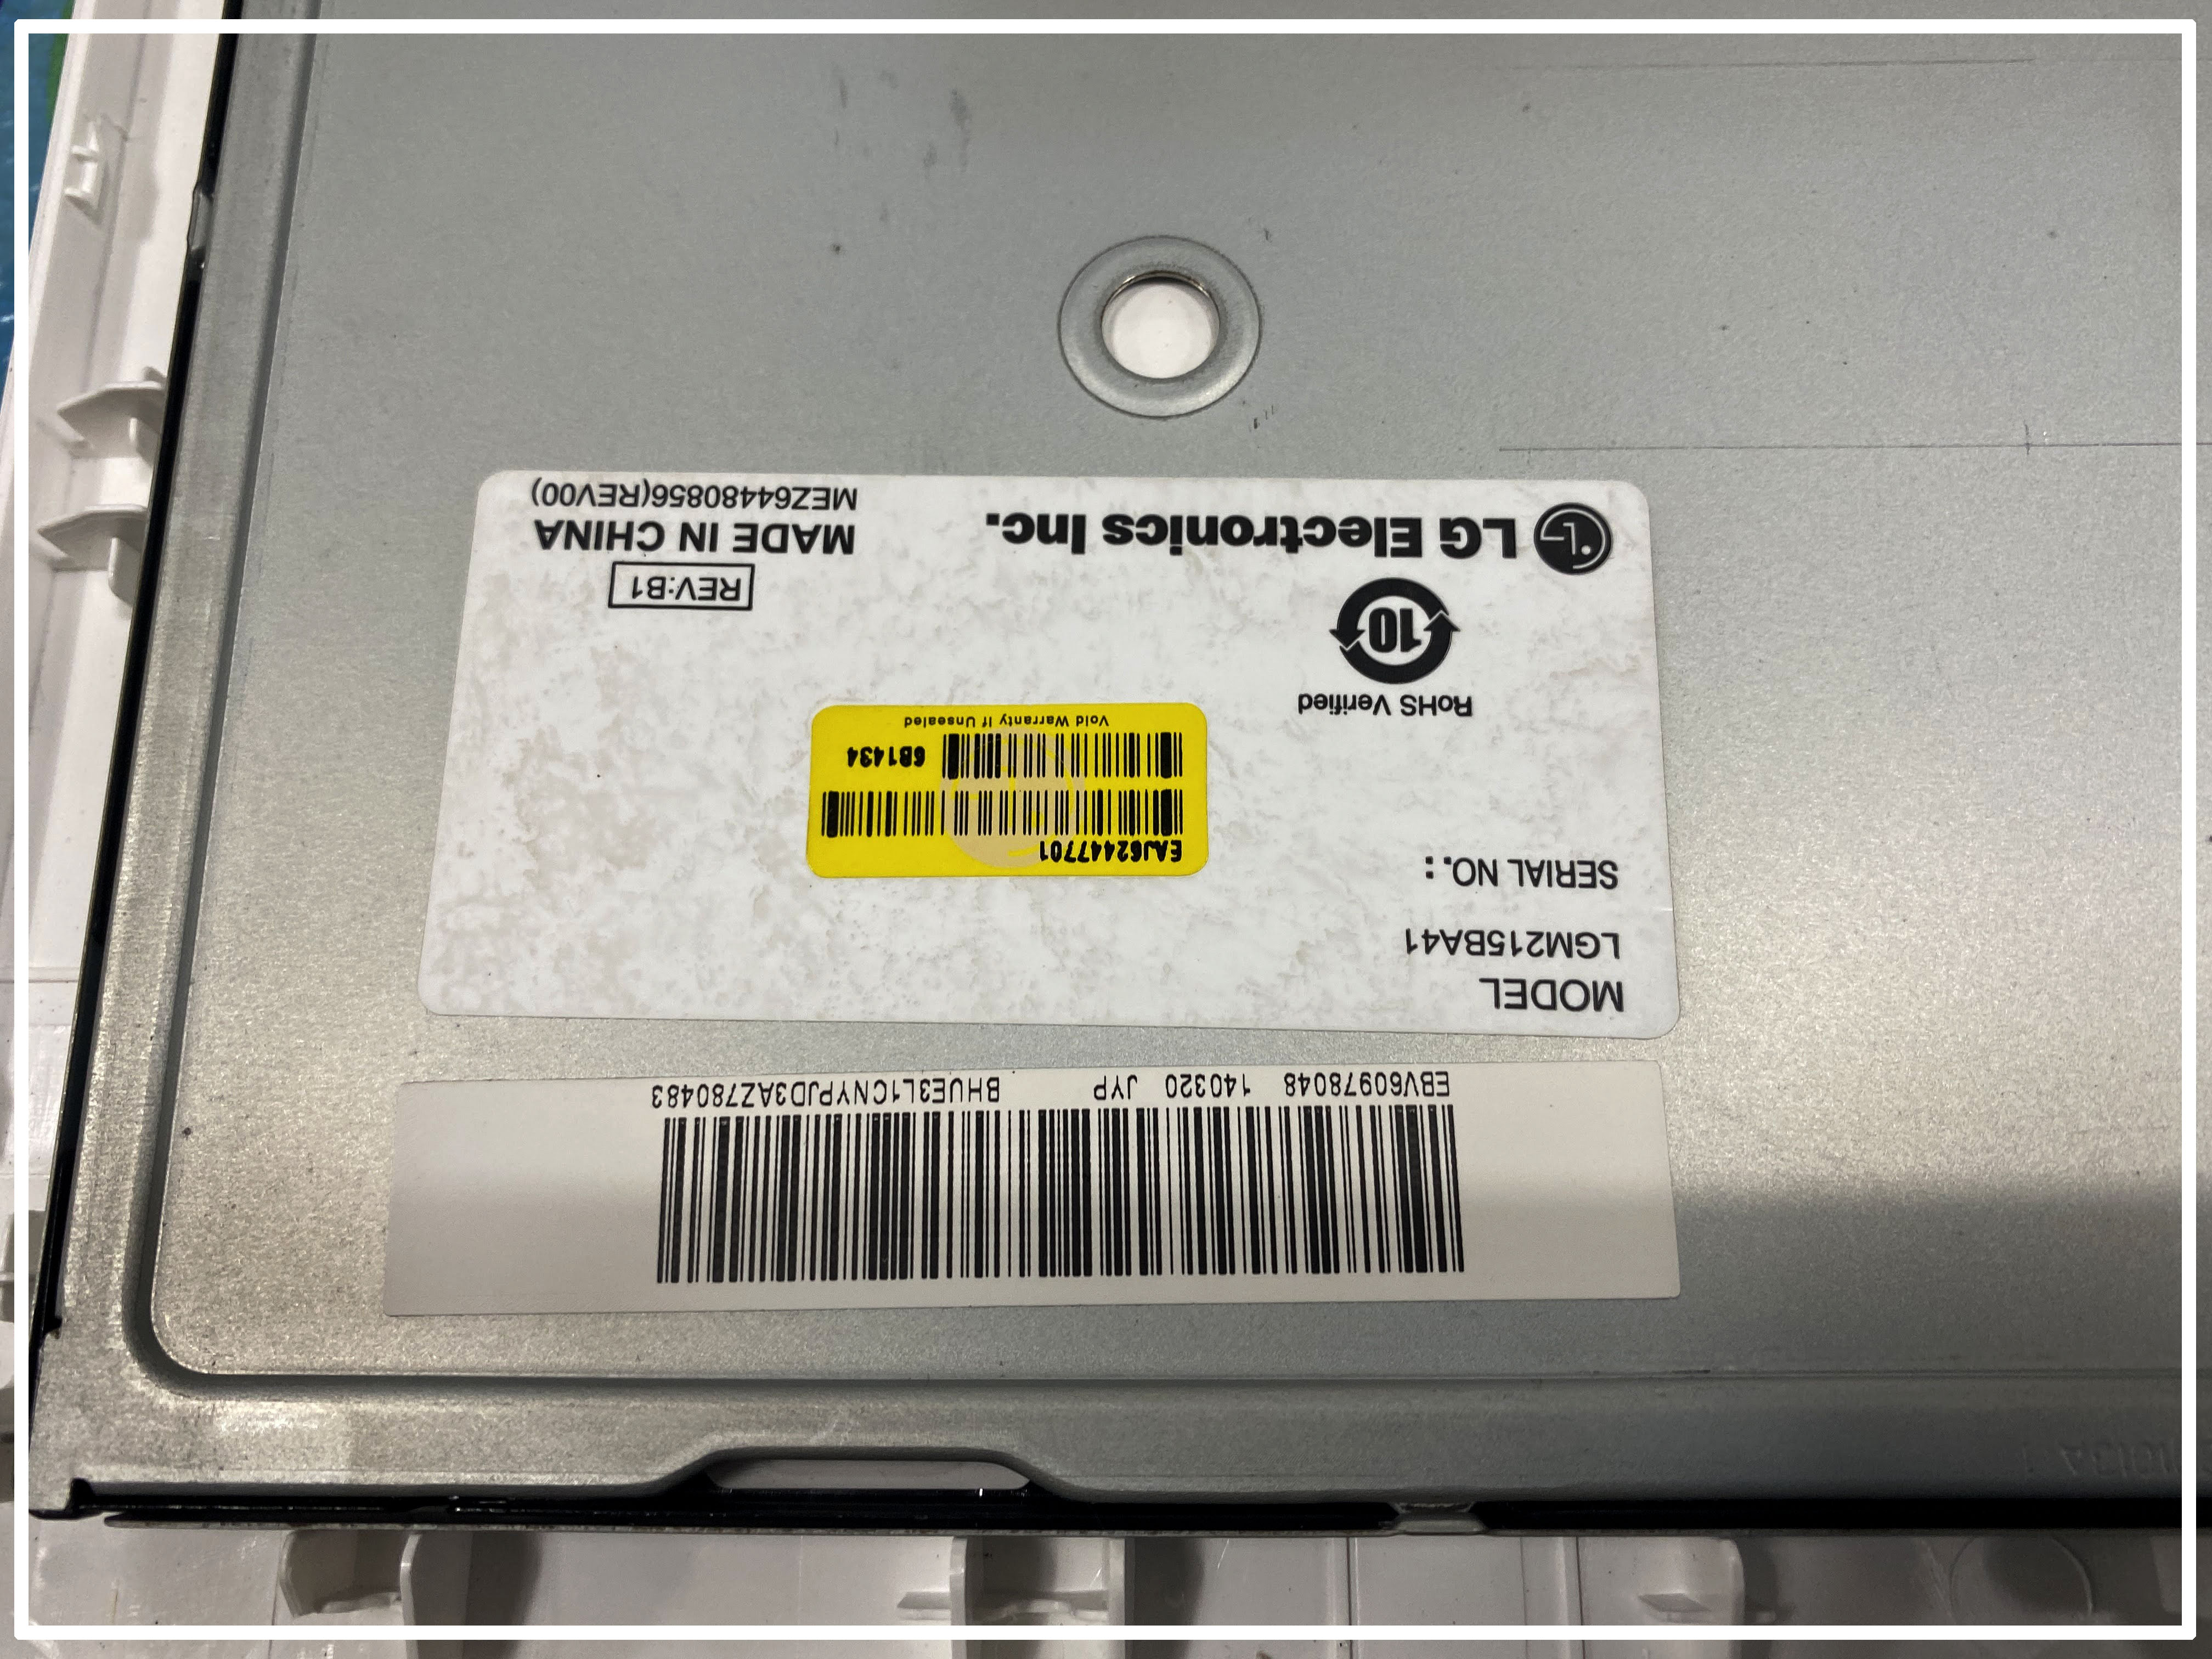 EBV60978048 140320 JYP BHUE3L1CNYPJD3AZ780483
MODEL
LGM215BA41
SERIAL NO. :
EAJ62447701
6B1434
Void Warranty If Unsealed
RoHS Verified
10
REV:B1
LG Electronics Inc.
MADE IN CHINA
MEZ64480856(REV00)